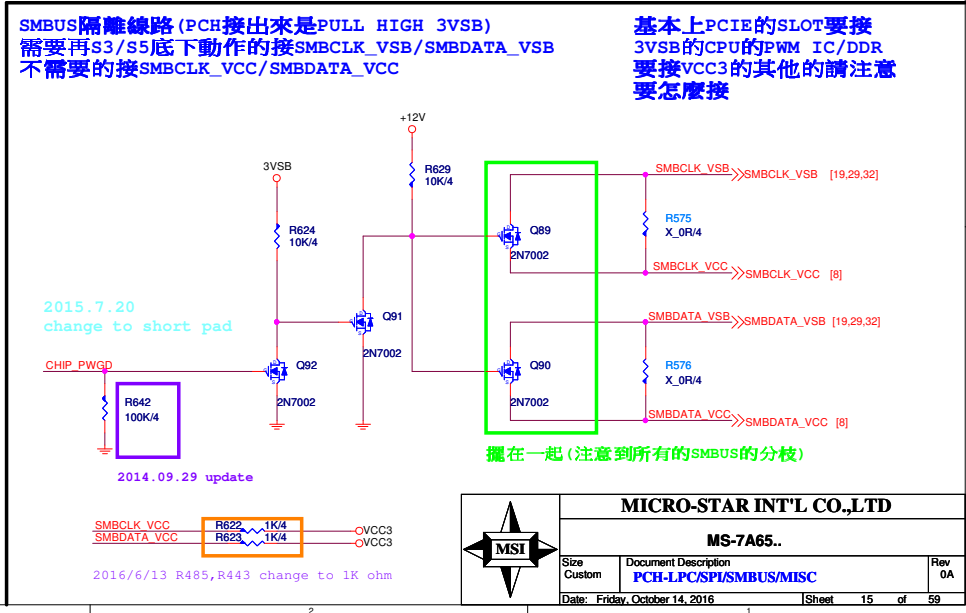 SMBUS隔離線路(PCH接出來是PULL HIGH 3VSB)
需要再S3/S5底下動作的接SMBCLK_VSB/SMBDATA_VSB
不需要的接SMBCLK_VCC/SMBDATA_VCC
基本上PCIE的SLOT要接
3VSB的CPU的PWM IC/DDR
要接VCC3的其他的請注意
要怎麼接
+12V
R629
10K/4
3VSB
R624
10K/4
SMBCLK_VSB
SMBCLK_VSB [19,29,32]
Q89
2N7002
R575
X_0R/4
SMBCLK_VCC
SMBCLK_VCC [8]
2015.7.20
change to short pad
Q91
2N7002
SMBDATA_VSB
SMBDATA_VSB [19,29,32]
CHIP_PWGD
Q92
2N7002
Q90
2N7002
R576
X_0R/4
R642
100K/4
SMBDATA_VCC
SMBDATA_VCC [8]
擺在一起(注意到所有的SMBUS的分枝)
2014.09.29 update
SMBCLK_VCC R622 1K/4 VCC3
SMBDATA_VCC R623 1K/4 VCC3
2016/6/13 R485,R443 change to 1K ohm
MSI
MICRO-STAR INT'L CO.,LTD
MS-7A65..
Size
Custom
Document Description
PCH-LPC/SPI/SMBUS/MISC
Rev
0A
Date: Friday, October 14, 2016
Sheet 15 of 59
2
1